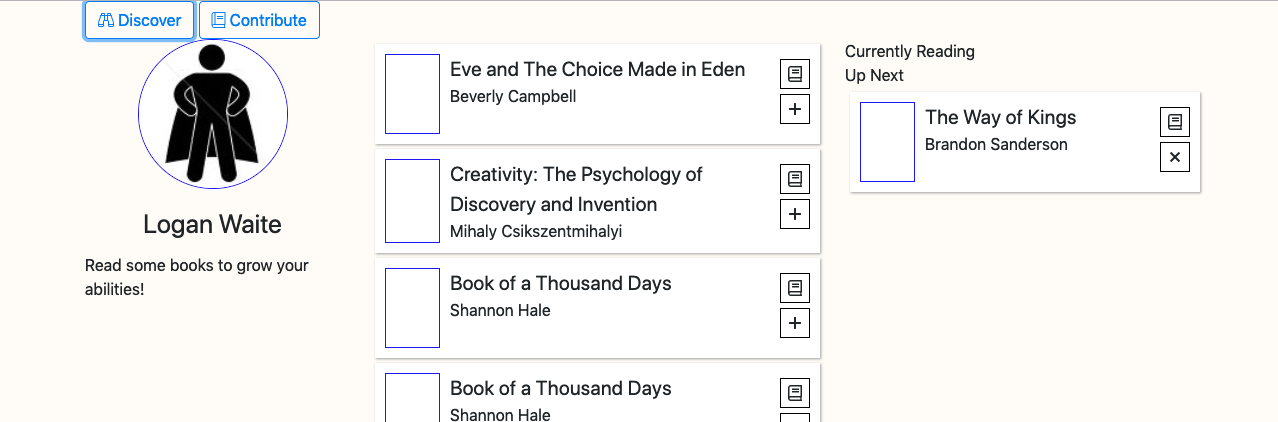 Discover
Contribute
Logan Waite
Read some books to grow your
abilities!
Eve and The Choice Made in Eden
Beverly Campbell
Creativity: The Psychology of
Discovery and Invention
Mihaly Csikszentmihalyi
Book of a Thousand Days
Shannon Hale
Book of a Thousand Days
Shannon Hale
Currently Reading
Up Next
The Way of Kings
Brandon Sanderson